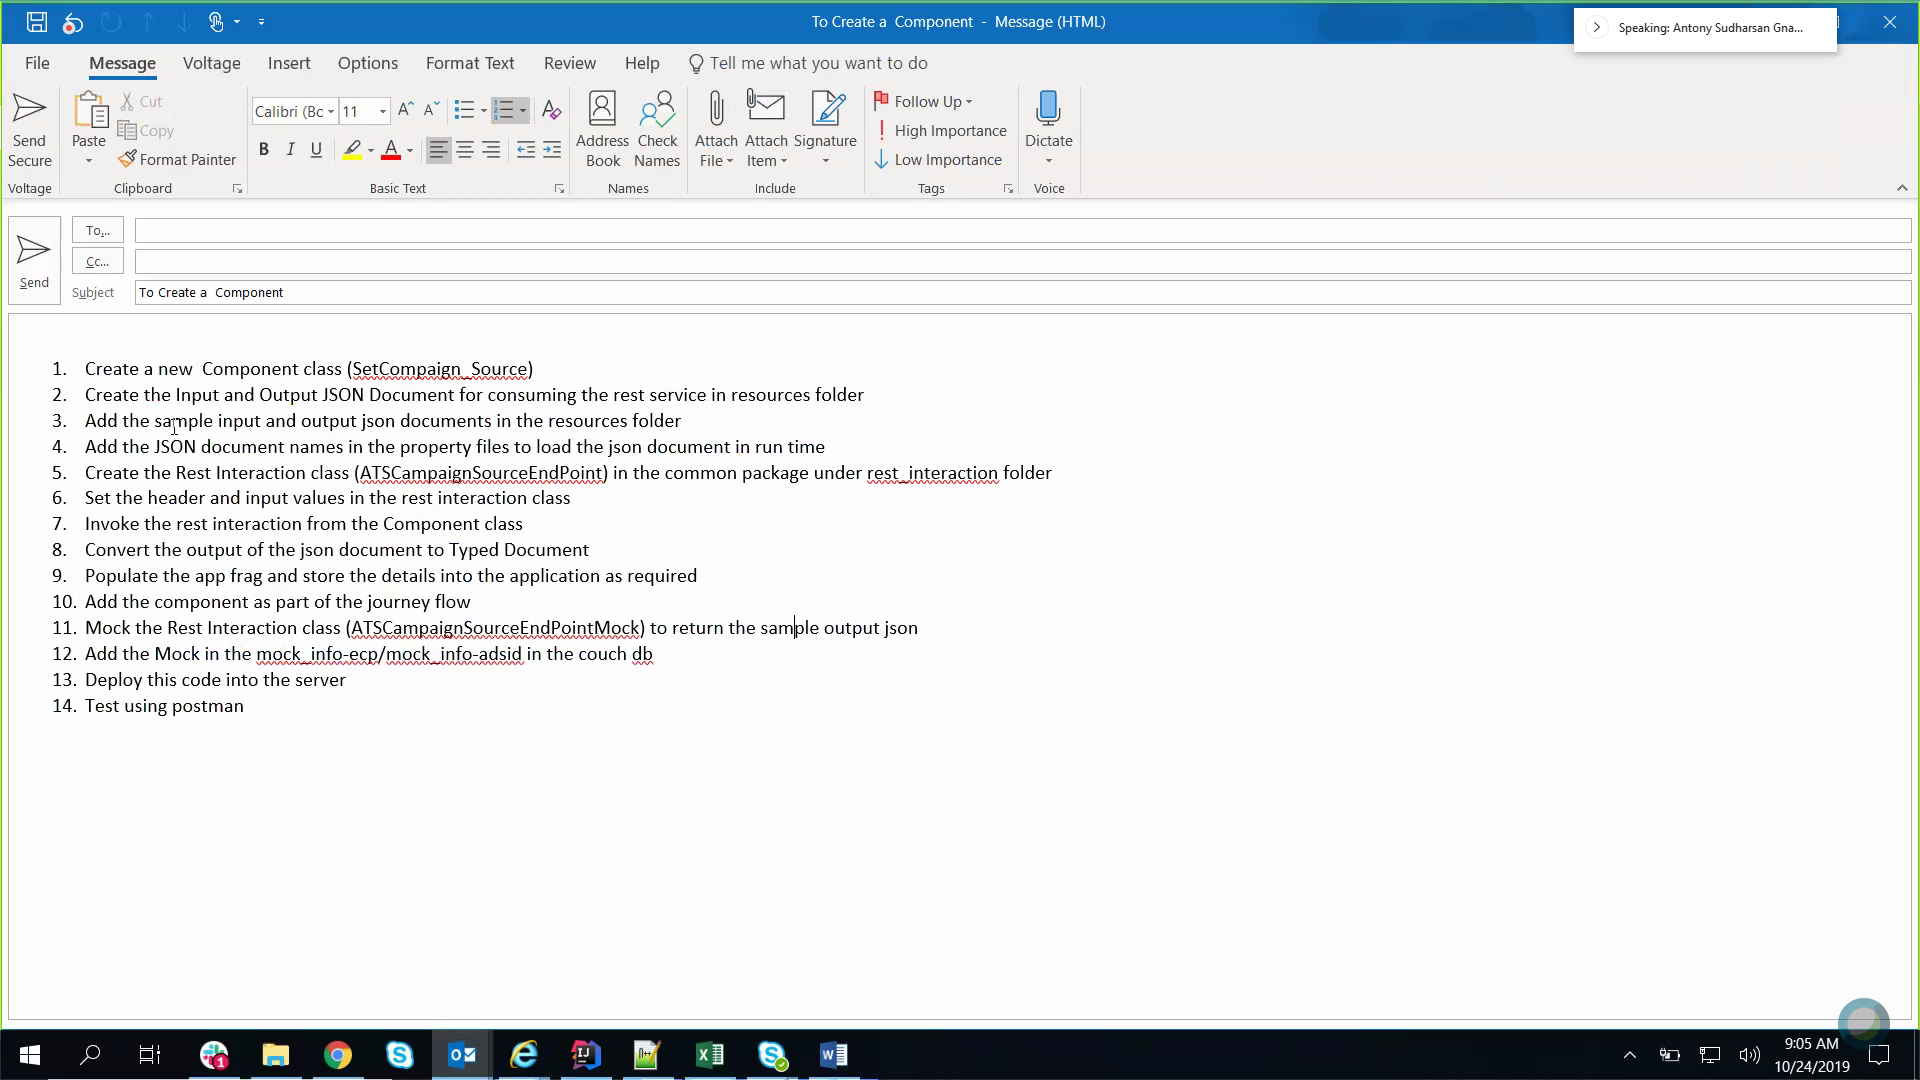 To Create a  Component  -  Message (HTML)
Speaking: Antony Sudharsan Gna...
File Message Voltage Insert Options Format Text Review Help Tell me what you want to do
Send Secure
Paste
Cut
Copy
Format Painter
Calibri (Bc 11
B I U
Address Book
Check Names
Attach File
Attach Item
Signature
Follow Up
High Importance
Low Importance
Dictate
Voltage Clipboard Basic Text Names Include Tags Voice
To...
Cc...
Send
Subject To Create a  Component
1. Create a new  Component class (SetCompaign_Source)
2. Create the Input and Output JSON Document for consuming the rest service in resources folder
3. Add the sample input and output json documents in the resources folder
4. Add the JSON document names in the property files to load the json document in run time
5. Create the Rest Interaction class (ATSCampaignSourceEndPoint) in the common package under rest_interaction folder
6. Set the header and input values in the rest interaction class
7. Invoke the rest interaction from the Component class
8. Convert the output of the json document to Typed Document
9. Populate the app frag and store the details into the application as required
10. Add the component as part of the journey flow
11. Mock the Rest Interaction class (ATSCampaignSourceEndPointMock) to return the sample output json
12. Add the Mock in the mock_info-ecp/mock_info-adsid in the couch db
13. Deploy this code into the server
14. Test using postman
9:05 AM
10/24/2019